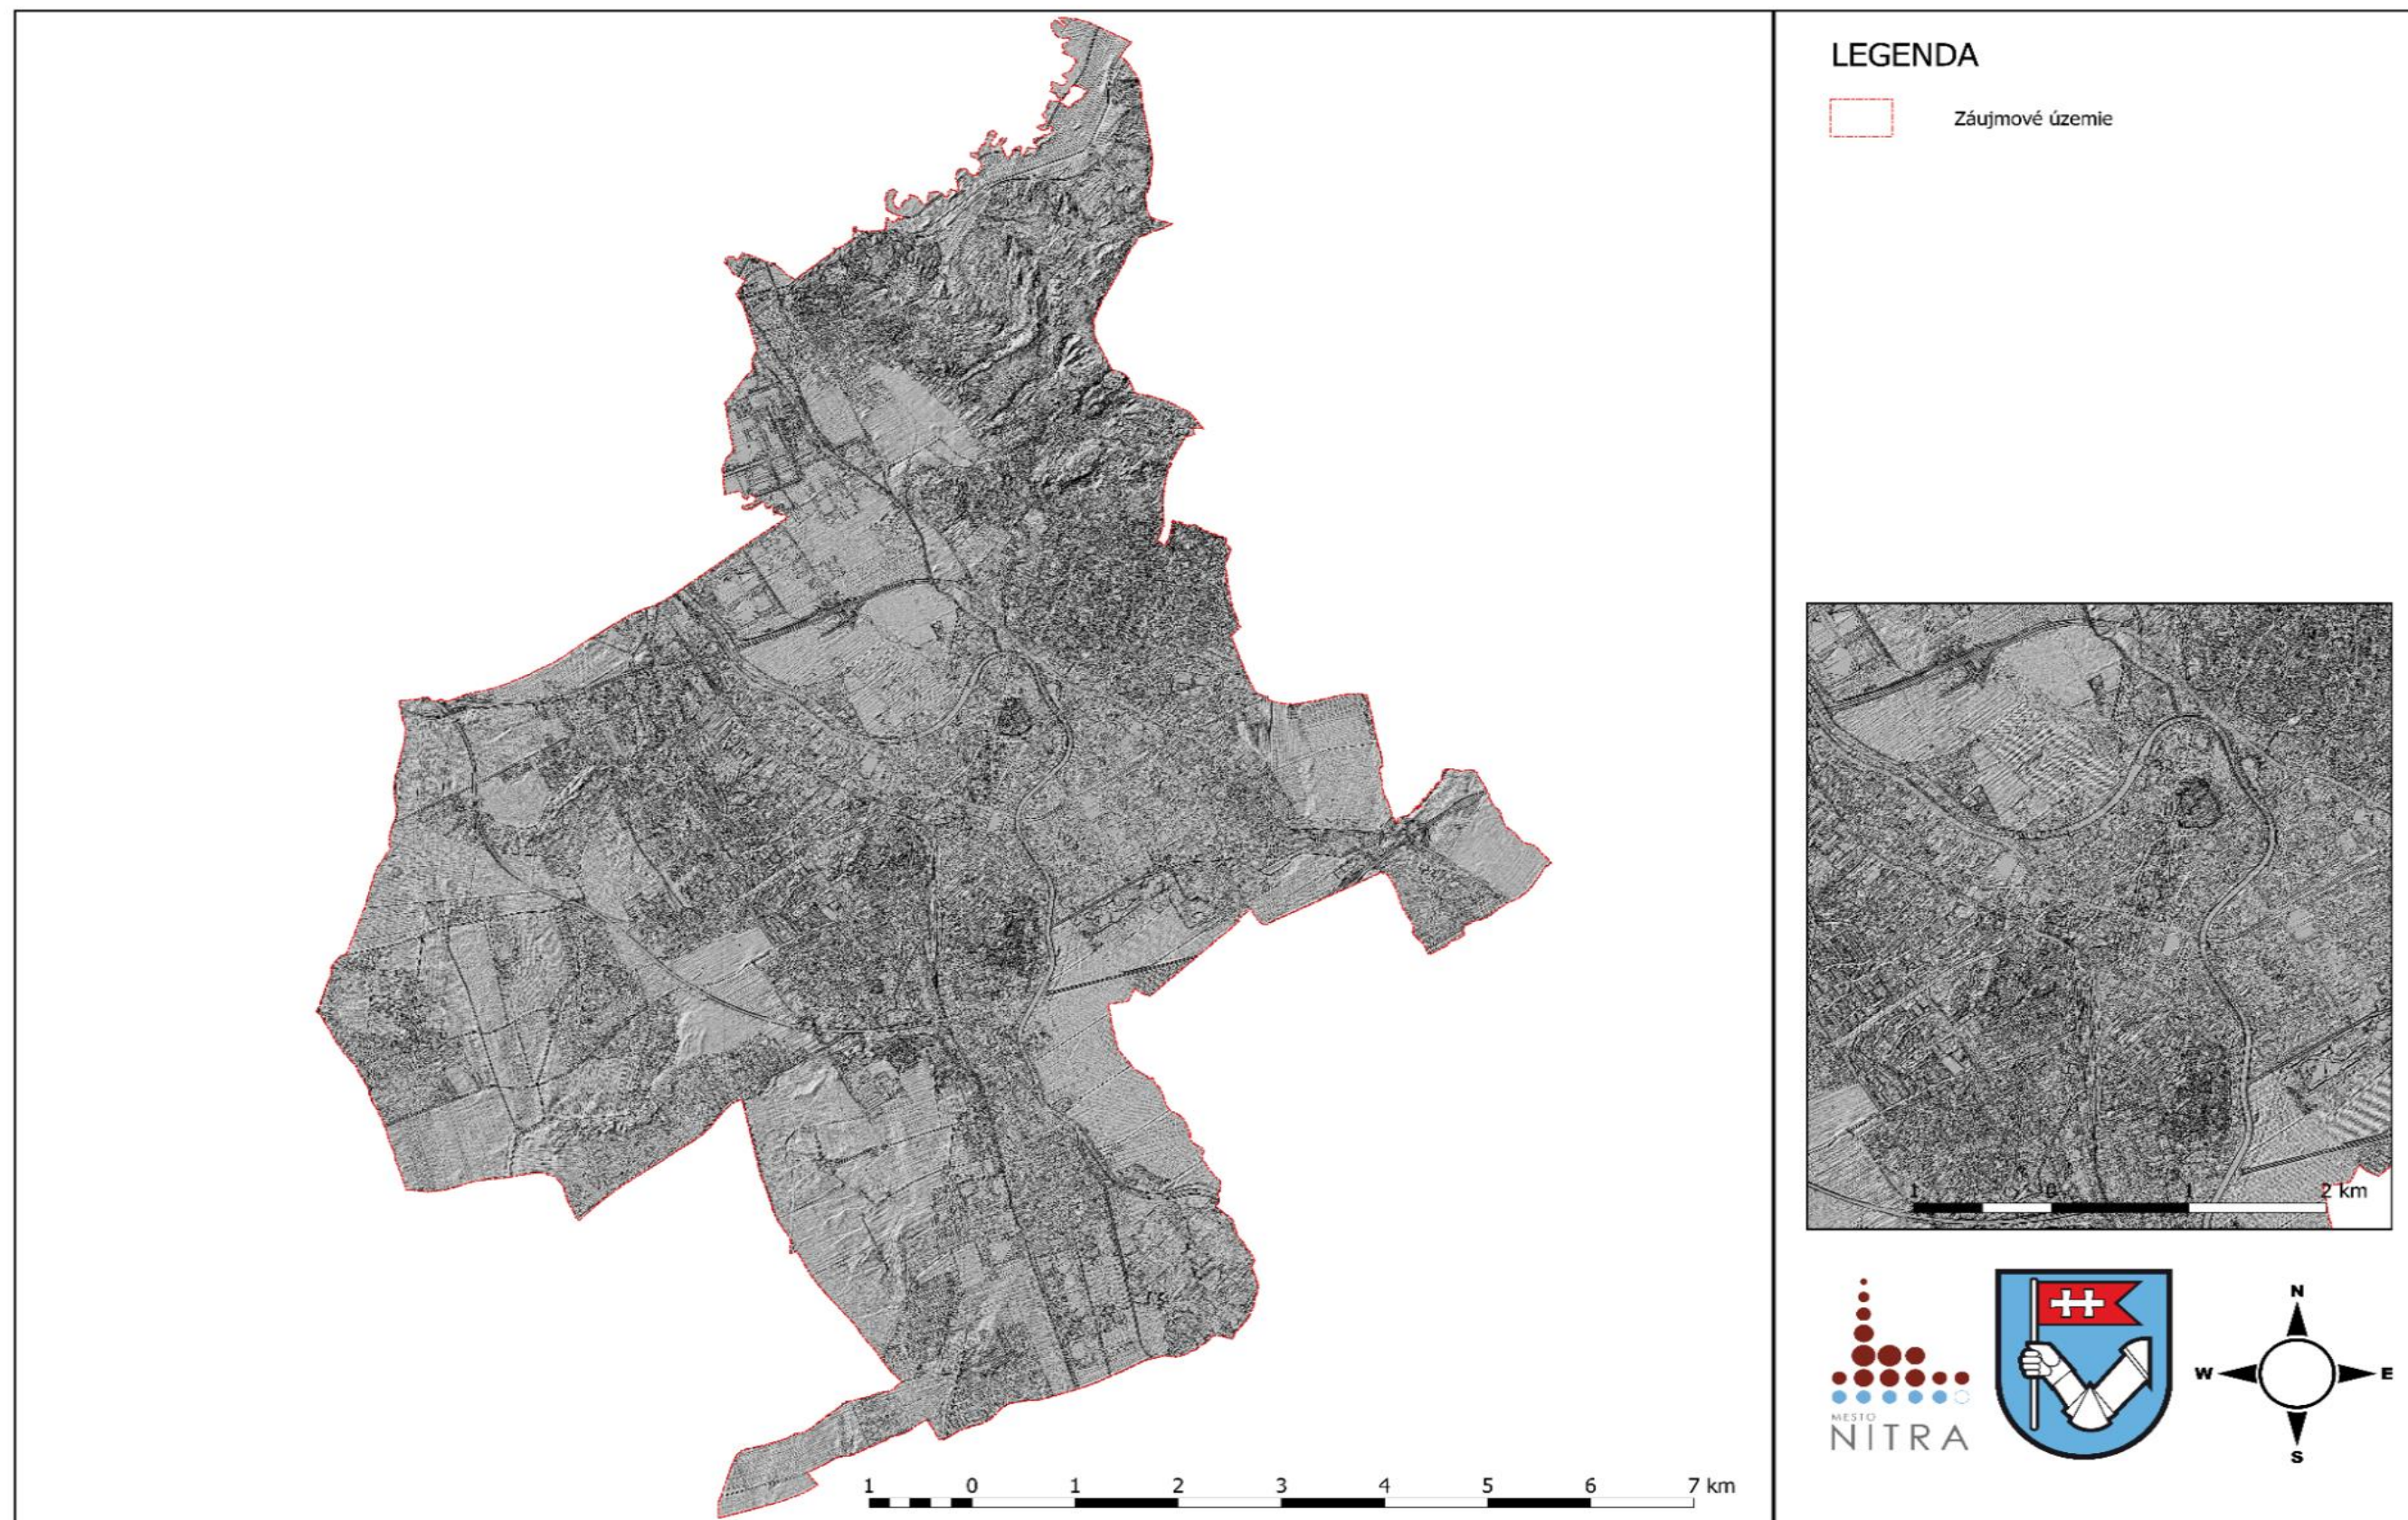 LEGENDA
Záujmové územie
1 0 1 2 km
MESTO
NITRA
N
W E
S
1 0 1 2 3 4 5 6 7 km